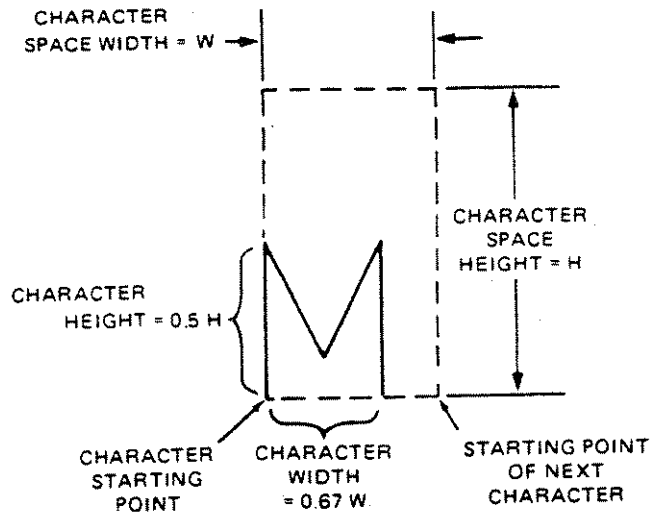 CHARACTER
SPACE WIDTH = W
CHARACTER
SPACE
HEIGHT = H
CHARACTER
HEIGHT = 0.5 H
CHARACTER
STARTING
POINT
CHARACTER
WIDTH
= 0.67 W
STARTING POINT
OF NEXT
CHARACTER